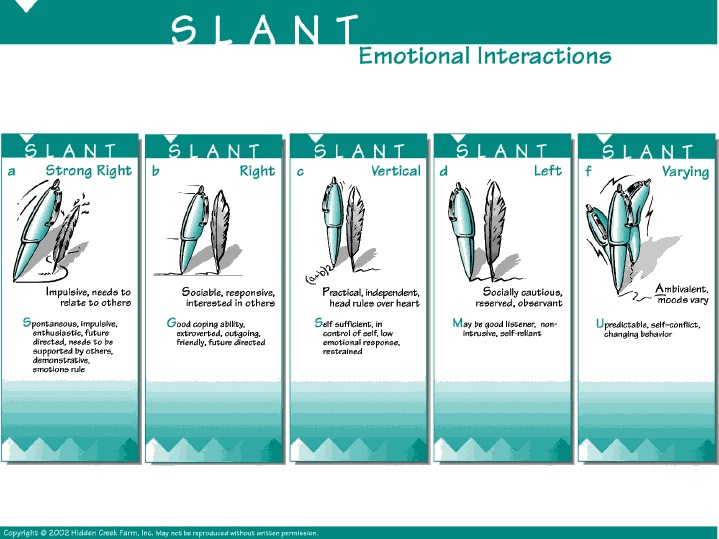 SLANT
Emotional Interactions
SLANT
a Strong Right
Impulsive, needs to
relate to others
Spontaneous, impulsive,
enthusiastic, future
directed, needs to be
supported by others,
demonstrative,
emotions rule
SLANT
b Right
Sociable, responsive,
interested in others
Good coping ability,
extroverted, outgoing,
friendly, future directed
SLANT
c Vertical
(a+b)2
Practical, independent,
head rules over heart
Self sufficient, in
control of self, low
emotional response,
restrained
SLANT
d Left
Socially cautious,
reserved, observant
May be good listener, non-
intrusive, self-reliant
SLANT
f Varying
Ambivalent,
moods vary
Upredictable, self-conflict,
changing behavior
Copyright © 2002 Hidden Creek Farm, Inc. May not be reproduced without written permission.